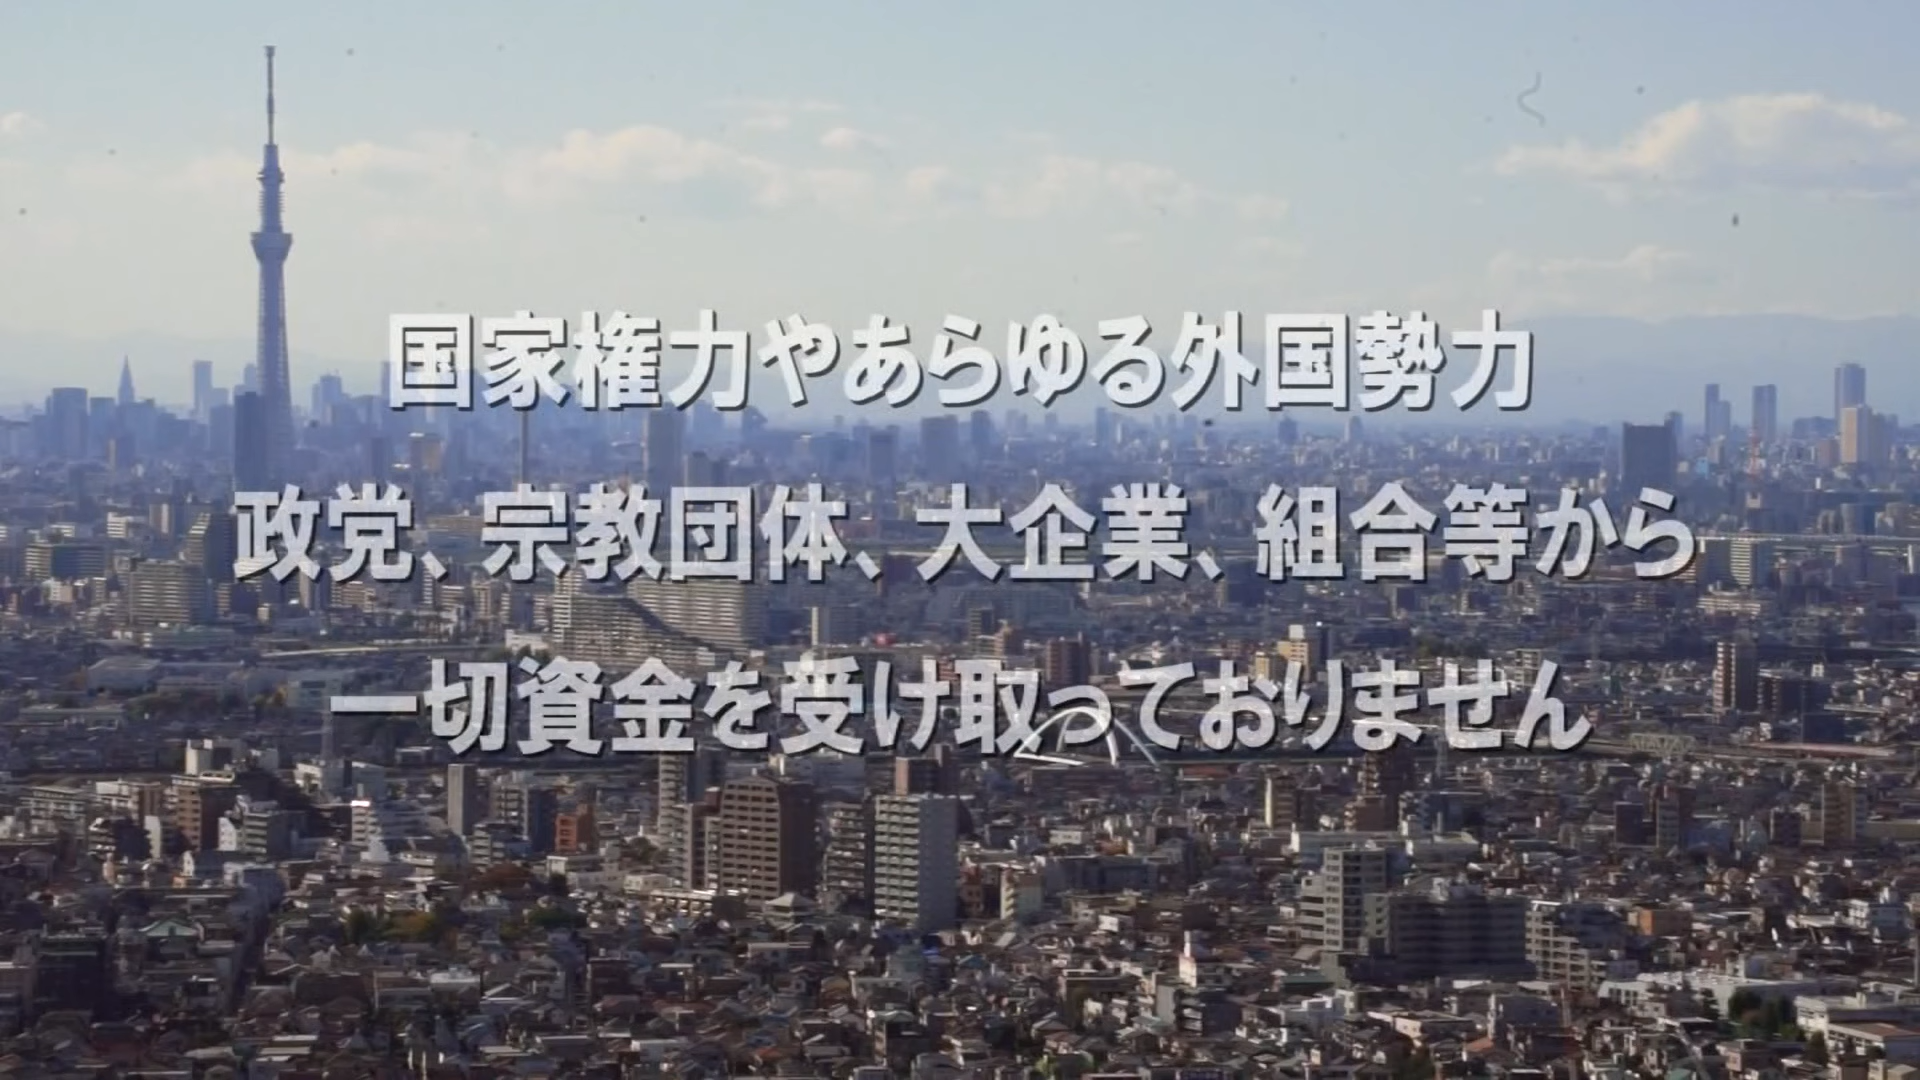 国家権力やあらゆる外国勢力
政党、宗教団体、大企業、組合等から
一切資金を受け取っておりません